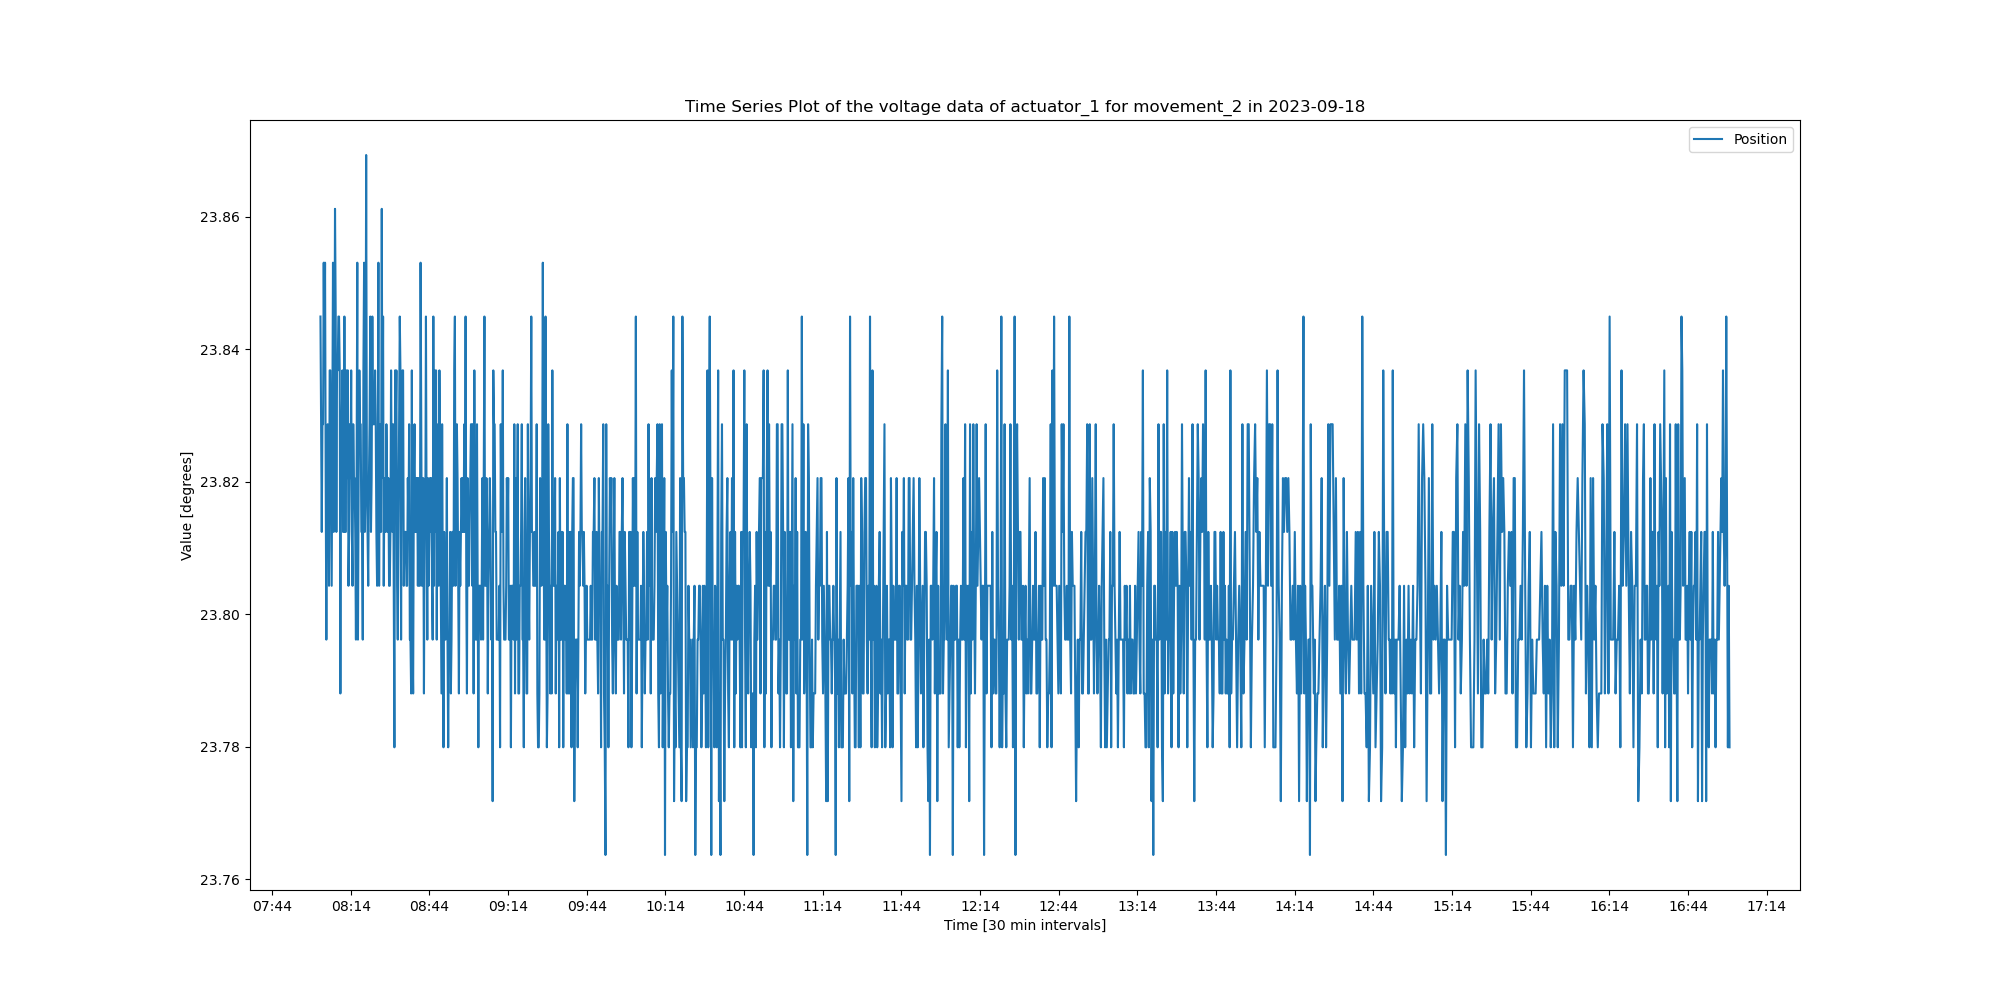 Time Series Plot of the voltage data of actuator_1 for movement_2 in 2023-09-18
Position
23.86
23.84
23.82
23.80
23.78
23.76
Value [degrees]
07:44 08:14 08:44 09:14 09:44 10:14 10:44 11:14 11:44 12:14 12:44 13:14 13:44 14:14 14:44 15:14 15:44 16:14 16:44 17:14
Time [30 min intervals]